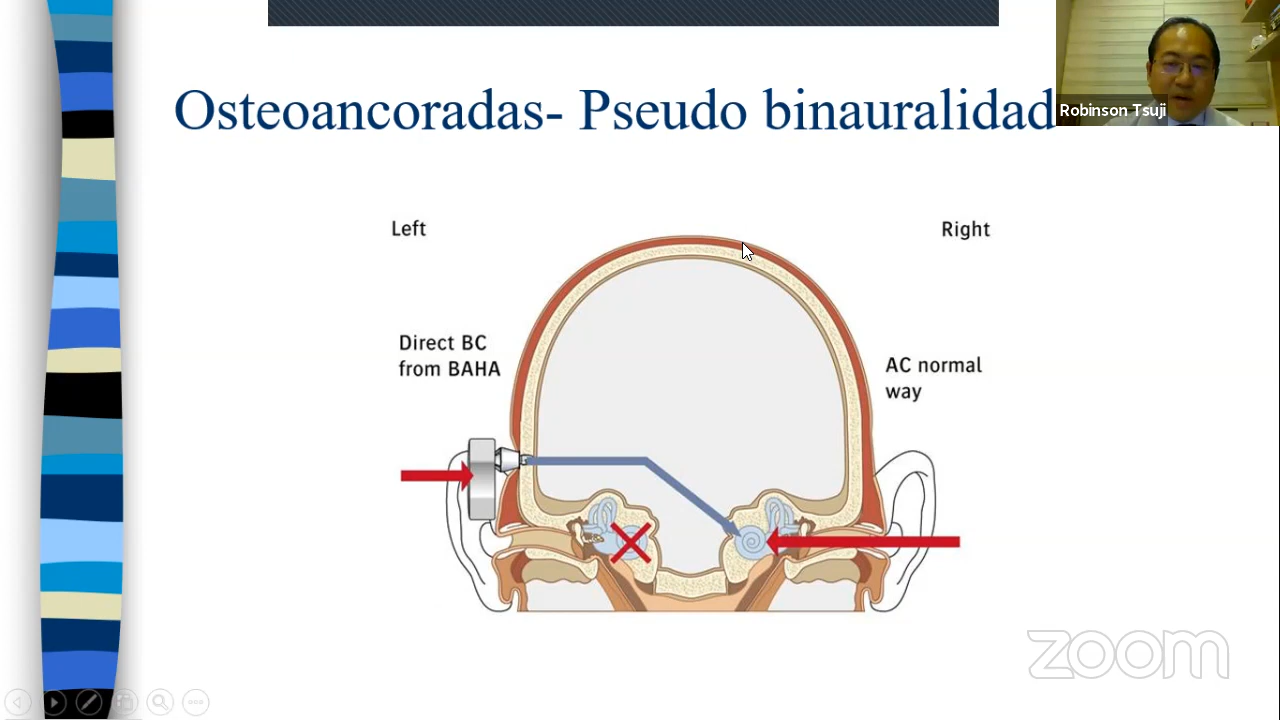 Osteoancoradas- Pseudo binauralidad
Robinson Tsuji
Left
Right
Direct BC
from BAHA
AC normal
way
zoom